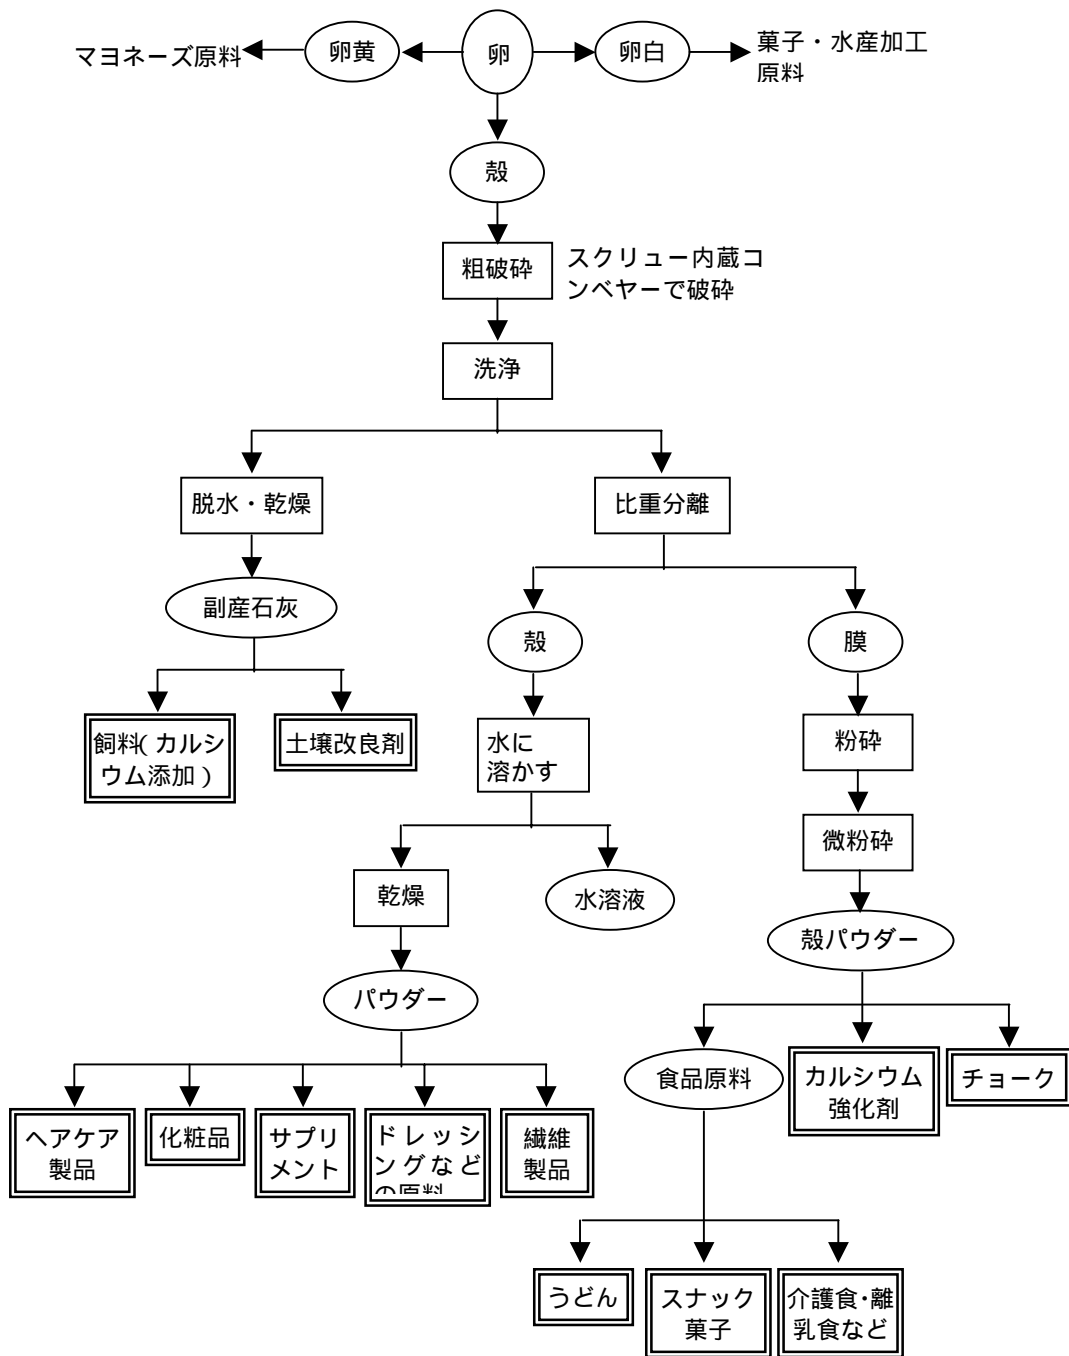 マヨネーズ原料
卵黄
卵
卵白
菓子・水産加工
原料
殻
粗破砕
スクリュー内蔵コ
ンベヤーで破砕
洗浄
脱水・乾燥
比重分離
副産石灰
殻
膜
飼料(カルシ
ウム添加)
土壌改良剤
水に
溶かす
粉砕
微粉砕
乾燥
水溶液
殻パウダー
パウダー
食品原料
カルシウム
強化剤
チョーク
ヘアケア
製品
化粧品
サプリ
メント
ドレッシ
ングなど
の原料
繊維
製品
うどん
スナック
菓子
介護食・離
乳食など